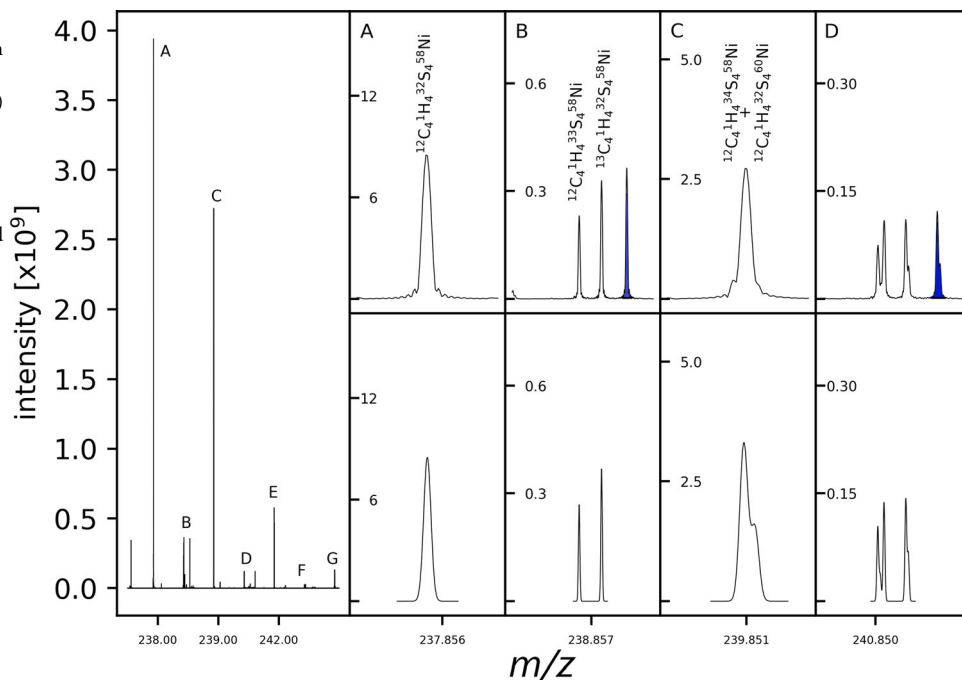 intensity [x10⁹]
4.0
3.5
3.0
2.5
2.0
1.5
1.0
0.5
0.0
A
B
C
D
E
F
G
238.00 239.00 242.00
A
12
6
¹²C₄¹H₄³²S₄⁵⁸Ni
B
0.6
0.3
¹²C₄¹H₄³³S₄⁵⁸Ni
¹³C₄¹H₄³²S₄⁵⁸Ni
C
5.0
2.5
¹²C₄¹H₄³⁴S₄⁵⁸Ni
+
¹²C₄¹H₄³²S₄⁶⁰Ni
D
0.30
0.15
12
6
237.856
0.6
0.3
238.857
5.0
2.5
239.851
0.30
0.15
240.850
m/z